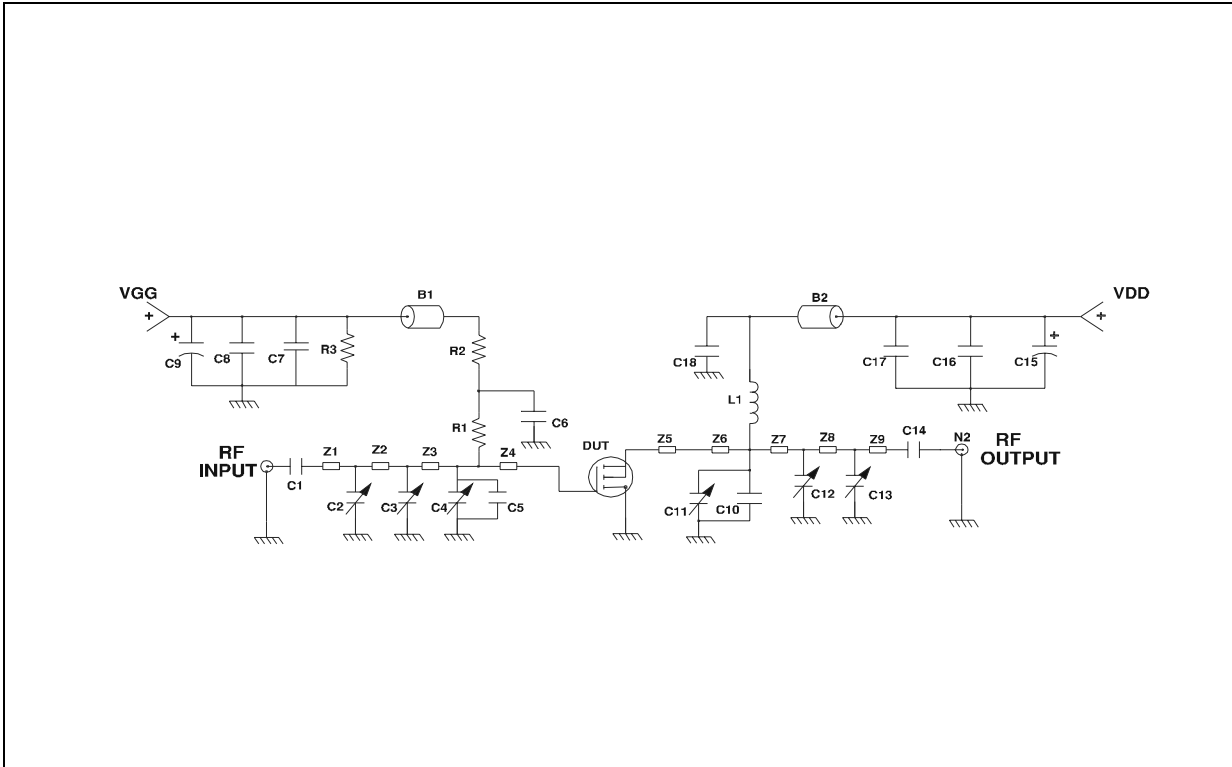 VGG
+
B1
B2
VDD
+
+
C9
C8
C7
R3
R2
C18
C17
C16
C15
+
L1
R1
C6
RF
INPUT
C1
Z1
Z2
Z3
Z4
DUT
Z5
Z6
Z7
Z8
Z9
C14
N2
RF
OUTPUT
C2
C3
C4
C5
C11
C10
C12
C13